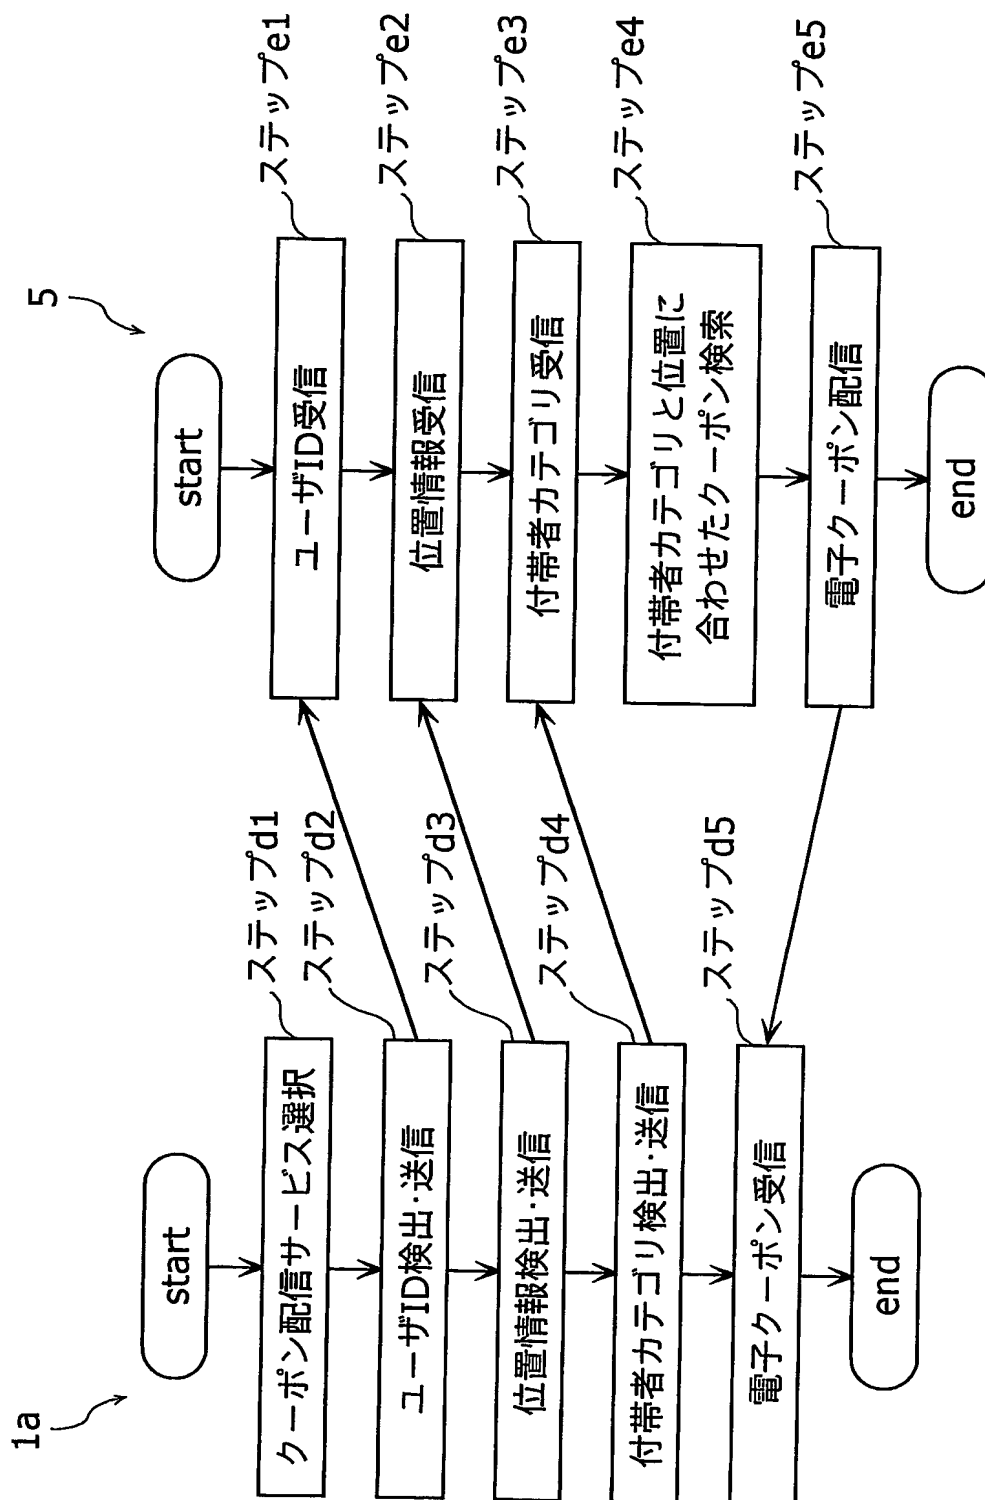 1a
start
クーポン配信サービス選択
ステップd1
ユーザID検出・送信
ステップd2
位置情報検出・送信
ステップd3
付帯者カテゴリ検出・送信
ステップd4
電子クーポン受信
ステップd5
end
5
start
ユーザID受信
ステップe1
位置情報受信
ステップe2
付帯者カテゴリ受信
ステップe3
付帯者カテゴリと位置に
合わせたクーポン検索
ステップe4
電子クーポン配信
ステップe5
end